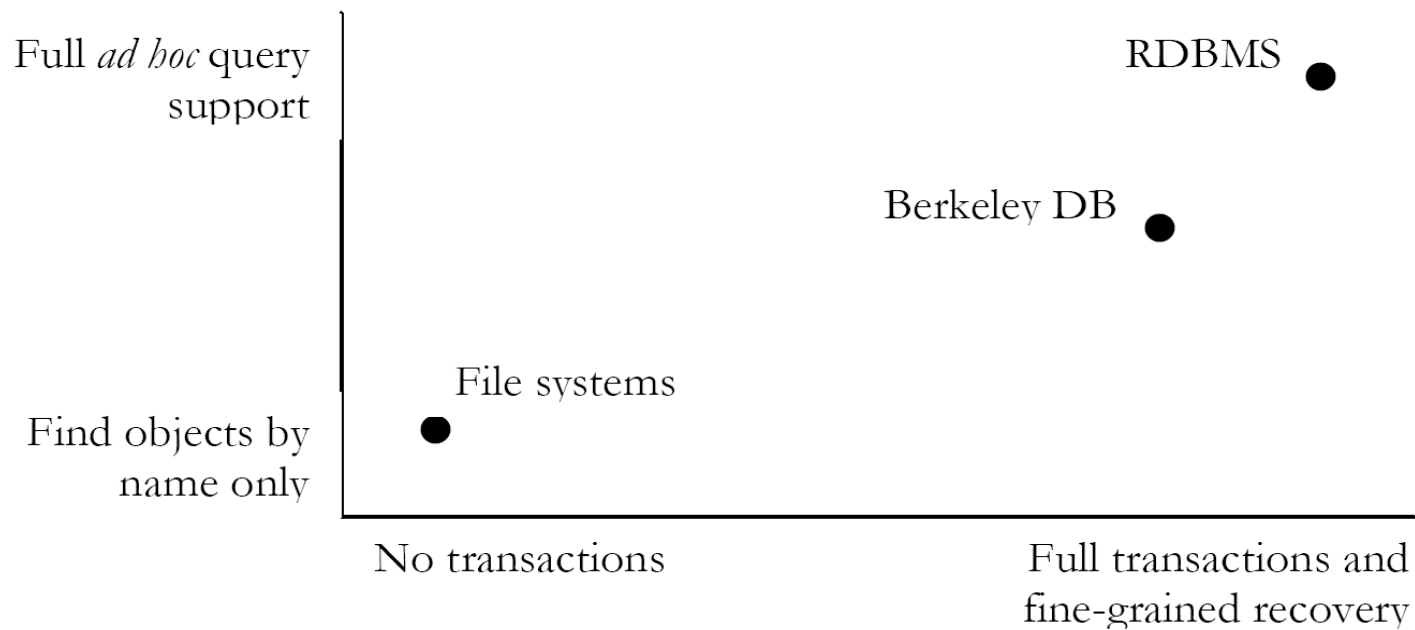 Full ad hoc query
support
RDBMS
Berkeley DB
File systems
Find objects by
name only
No transactions
Full transactions and
fine-grained recovery